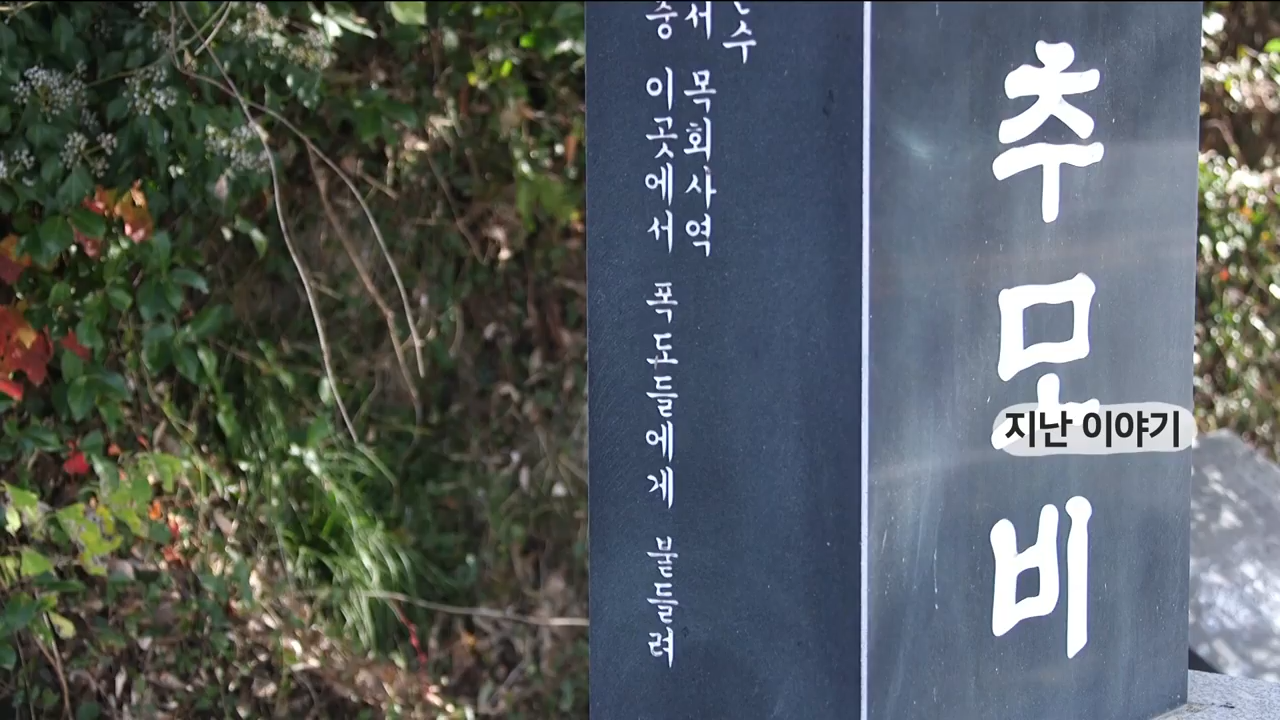 추모비
지난 이야기
수
서 목회사역
중 이곳에서 폭도들에게 붙들려